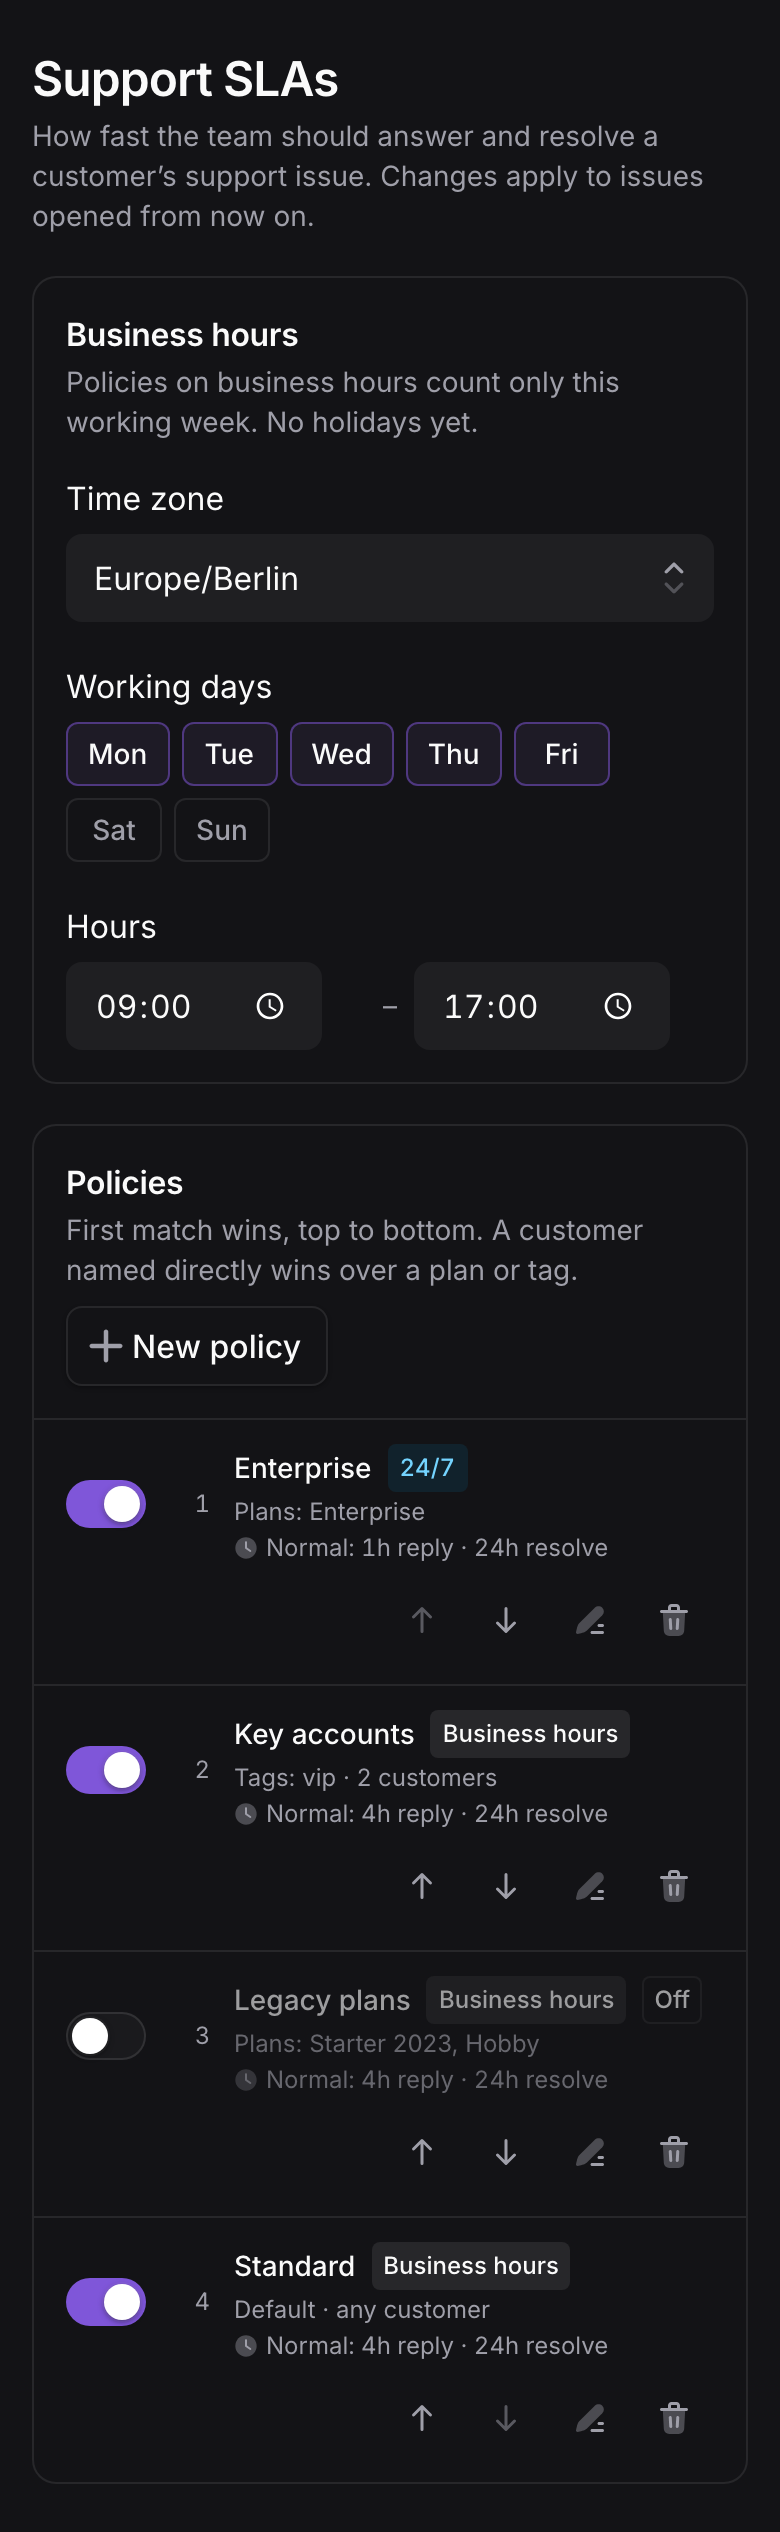 Support SLAs
How fast the team should answer and resolve a
customer’s support issue. Changes apply to issues
opened from now on.
Business hours
Policies on business hours count only this
working week. No holidays yet.
Time zone
Europe/Berlin
Working days
Mon Tue Wed Thu Fri
Sat Sun
Hours
09:00 – 17:00
Policies
First match wins, top to bottom. A customer
named directly wins over a plan or tag.
New policy
Enterprise 24/7
1 Plans: Enterprise
Normal: 1h reply · 24h resolve
Key accounts Business hours
2 Tags: vip · 2 customers
Normal: 4h reply · 24h resolve
Legacy plans Business hours Off
3 Plans: Starter 2023, Hobby
Normal: 4h reply · 24h resolve
Standard Business hours
4 Default · any customer
Normal: 4h reply · 24h resolve